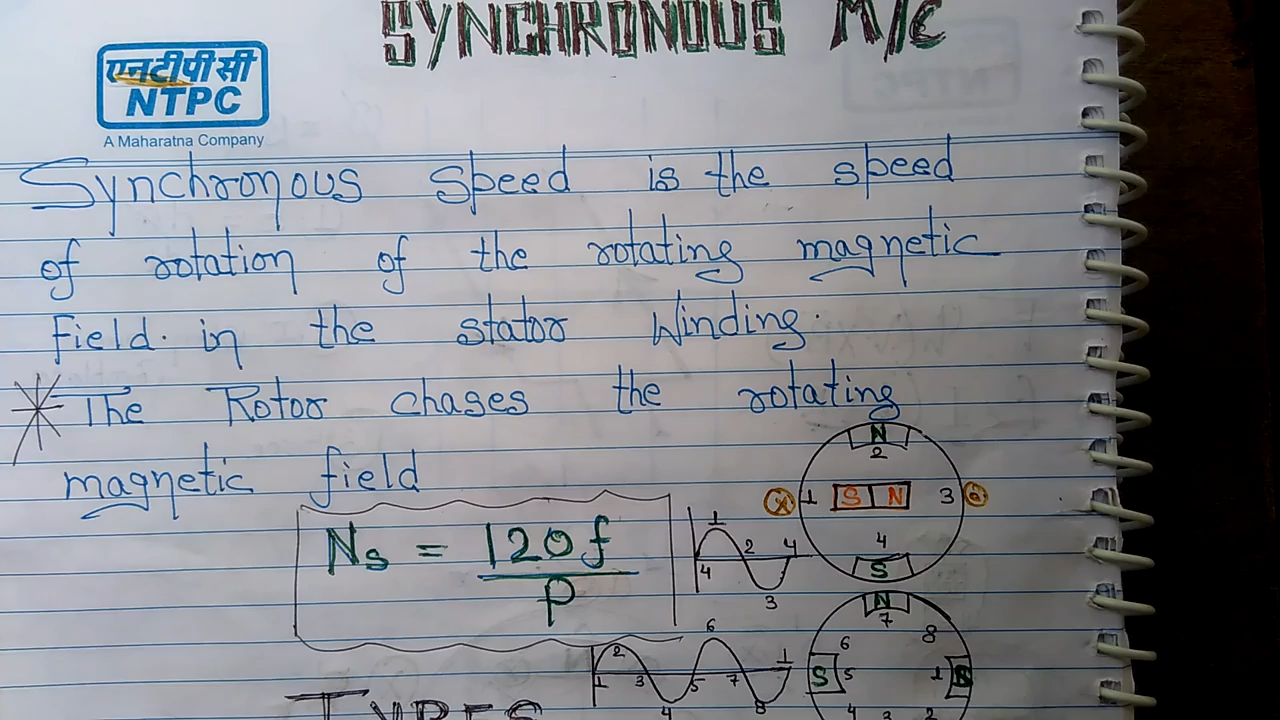 SYNCHRONOUS M/c
एनटीपीसी
NTPC
A Maharatna Company
Synchronous speed is the speed
of rotation of the rotating magnetic
field. in the stator winding.
The Rotor chases the rotating
magnetic field
Ns = 120f
P
N
2
1 S N 3
4
S
1
2 4
4
3
N
7
6 8
S 5 1
4 3 2
6
2
1 3 5 7 1
4 8
TYPES